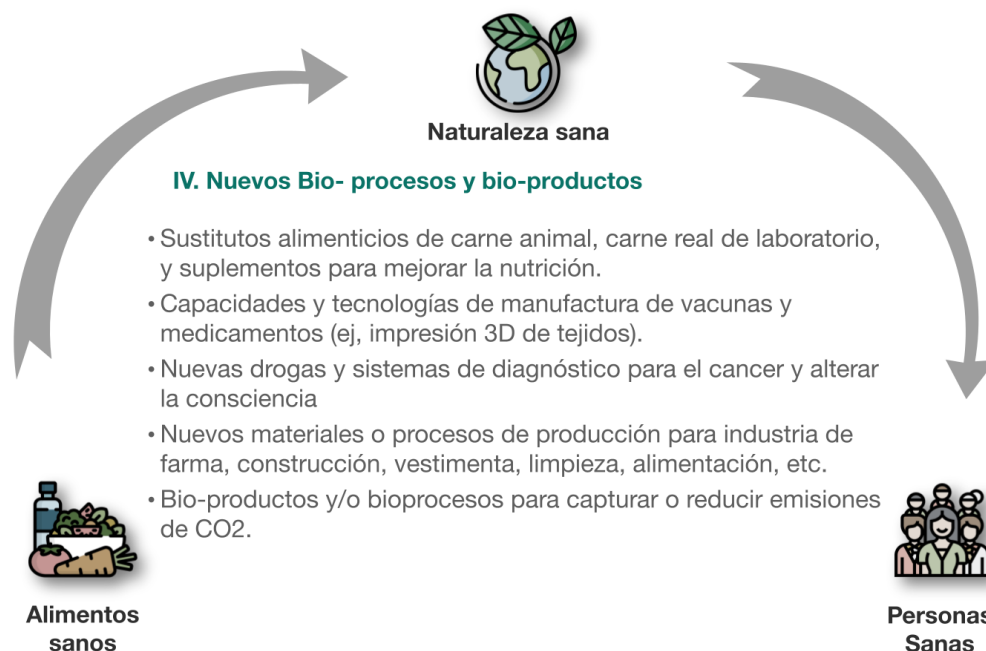 Naturaleza sana
IV. Nuevos Bio- procesos y bio-productos
• Sustitutos alimenticios de carne animal, carne real de laboratorio,
y suplementos para mejorar la nutrición.
• Capacidades y tecnologías de manufactura de vacunas y
medicamentos (ej, impresión 3D de tejidos).
• Nuevas drogas y sistemas de diagnóstico para el cancer y alterar
la consciencia
• Nuevos materiales o procesos de producción para industria de
farma, construcción, vestimenta, limpieza, alimentación, etc.
• Bio-productos y/o bioprocesos para capturar o reducir emisiones
de CO2.
Alimentos
sanos
Personas
Sanas